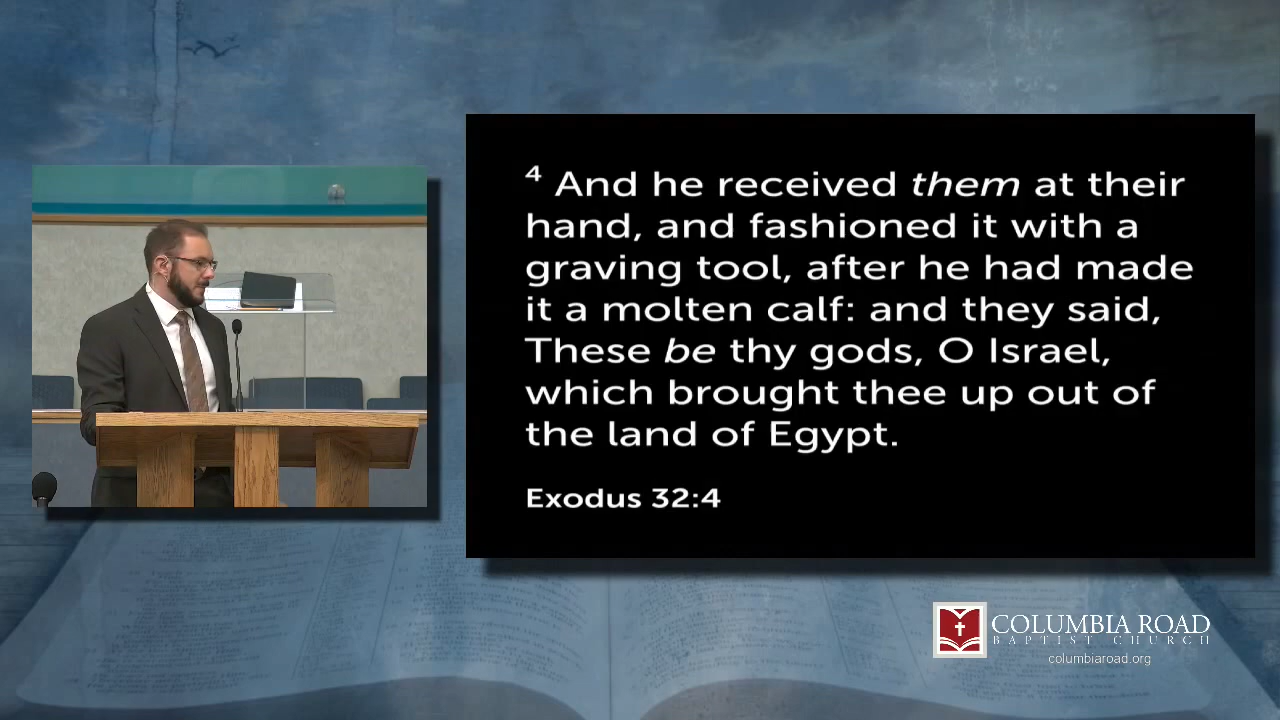 4 And he received them at their
hand, and fashioned it with a
graving tool, after he had made
it a molten calf: and they said,
These be thy gods, O Israel,
which brought thee up out of
the land of Egypt.
Exodus 32:4
COLUMBIA ROAD
BAPTIST CHURCH
columbiaroad.org